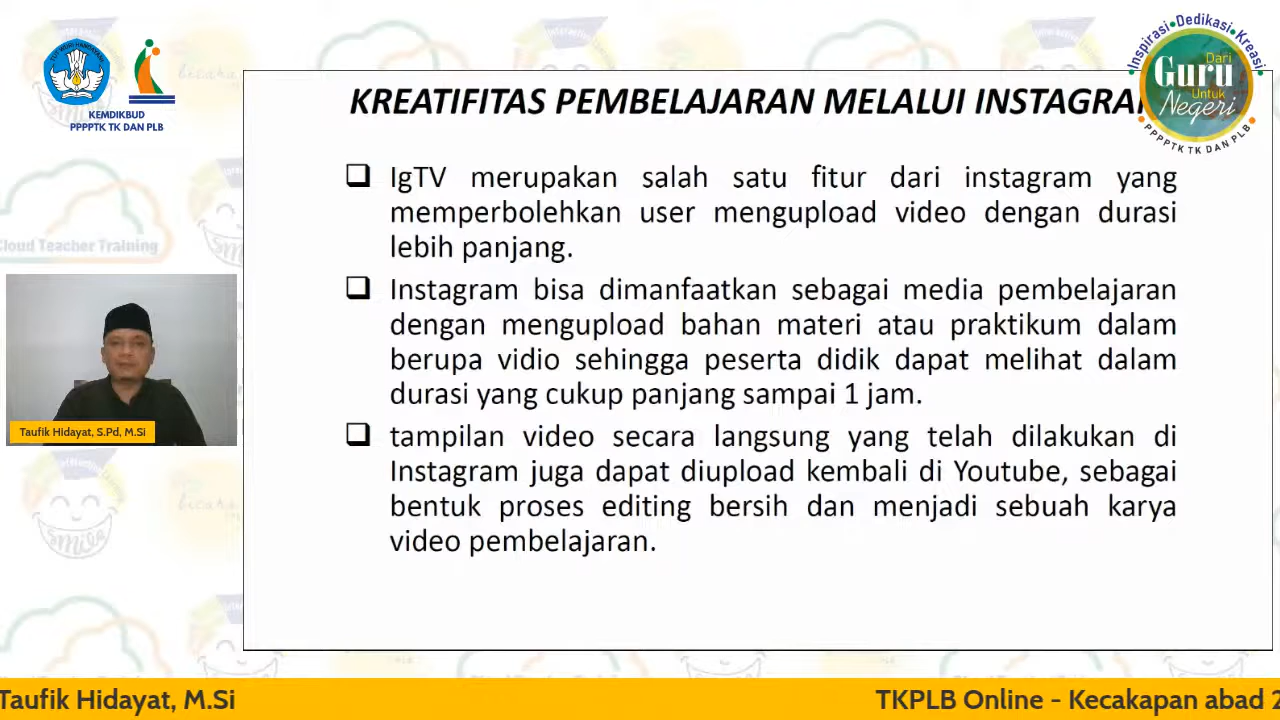 KEMDIKBUD
PPPPTK TK DAN PLB
Inspirasi • Dedikasi • Kreasi
Dari
Guru
Untuk
Negeri
PPPPTK TK DAN PLB
KREATIFITAS PEMBELAJARAN MELALUI INSTAGRAM
IgTV merupakan salah satu fitur dari instagram yang
memperbolehkan user mengupload video dengan durasi
lebih panjang.
Instagram bisa dimanfaatkan sebagai media pembelajaran
dengan mengupload bahan materi atau praktikum dalam
berupa vidio sehingga peserta didik dapat melihat dalam
durasi yang cukup panjang sampai 1 jam.
tampilan video secara langsung yang telah dilakukan di
Instagram juga dapat diupload kembali di Youtube, sebagai
bentuk proses editing bersih dan menjadi sebuah karya
video pembelajaran.
Cloud Teacher Training
Taufik Hidayat, S.Pd, M.Si
Taufik Hidayat, M.Si
TKPLB Online - Kecakapan abad 2